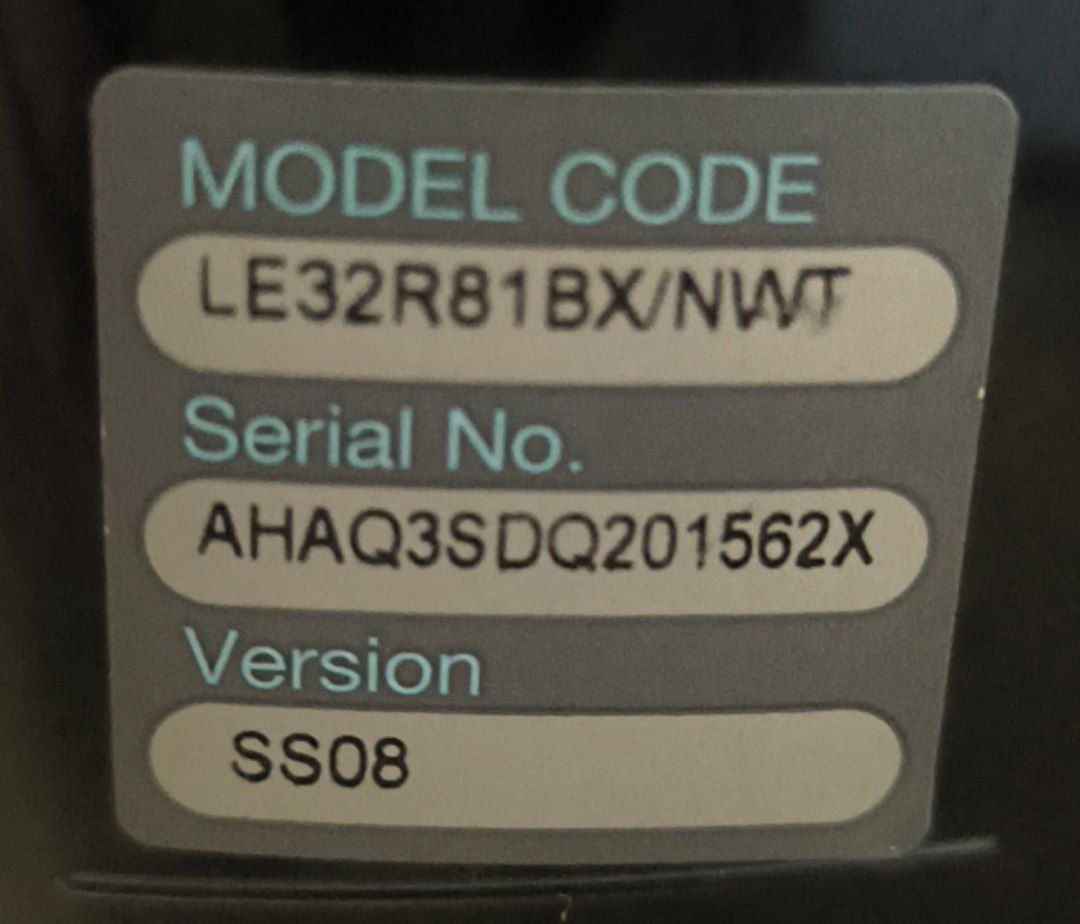 MODEL CODE
LE32R81BX/NWT
Serial No.
AHAQ3SDQ201562X
Version
SS08